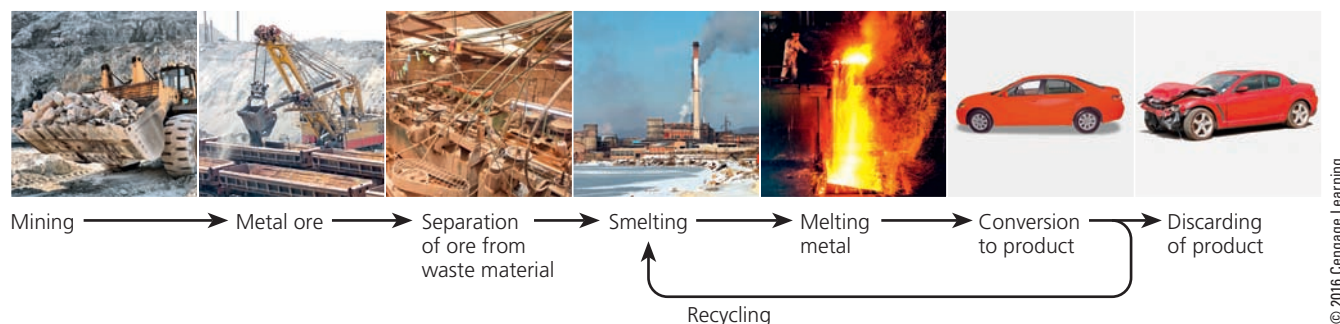 Mining
Metal ore
Separation
of ore from
waste material
Smelting
Melting
metal
Conversion
to product
Discarding
of product
Recycling
© 2016 Cengage Learning